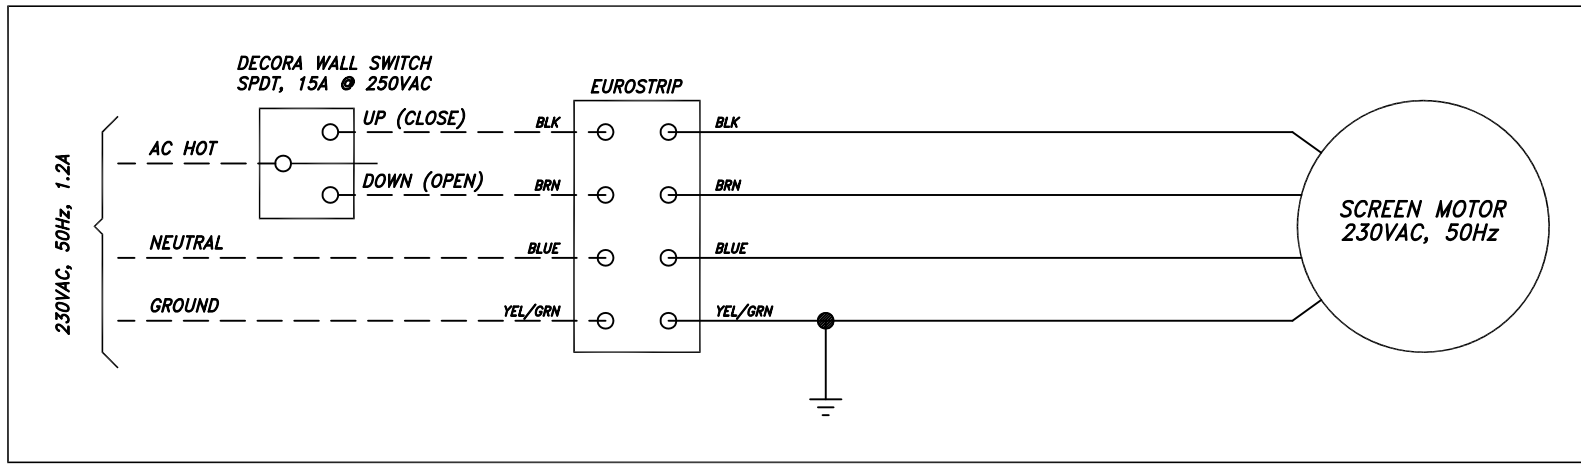 DECORA WALL SWITCH
SPDT, 15A @ 250VAC
EUROSTRIP
UP (CLOSE)
BLK
BLK
AC HOT
DOWN (OPEN)
BRN
BRN
230VAC, 50Hz, 1.2A
SCREEN MOTOR
230VAC, 50Hz
NEUTRAL
BLUE
BLUE
GROUND
YEL/GRN
YEL/GRN